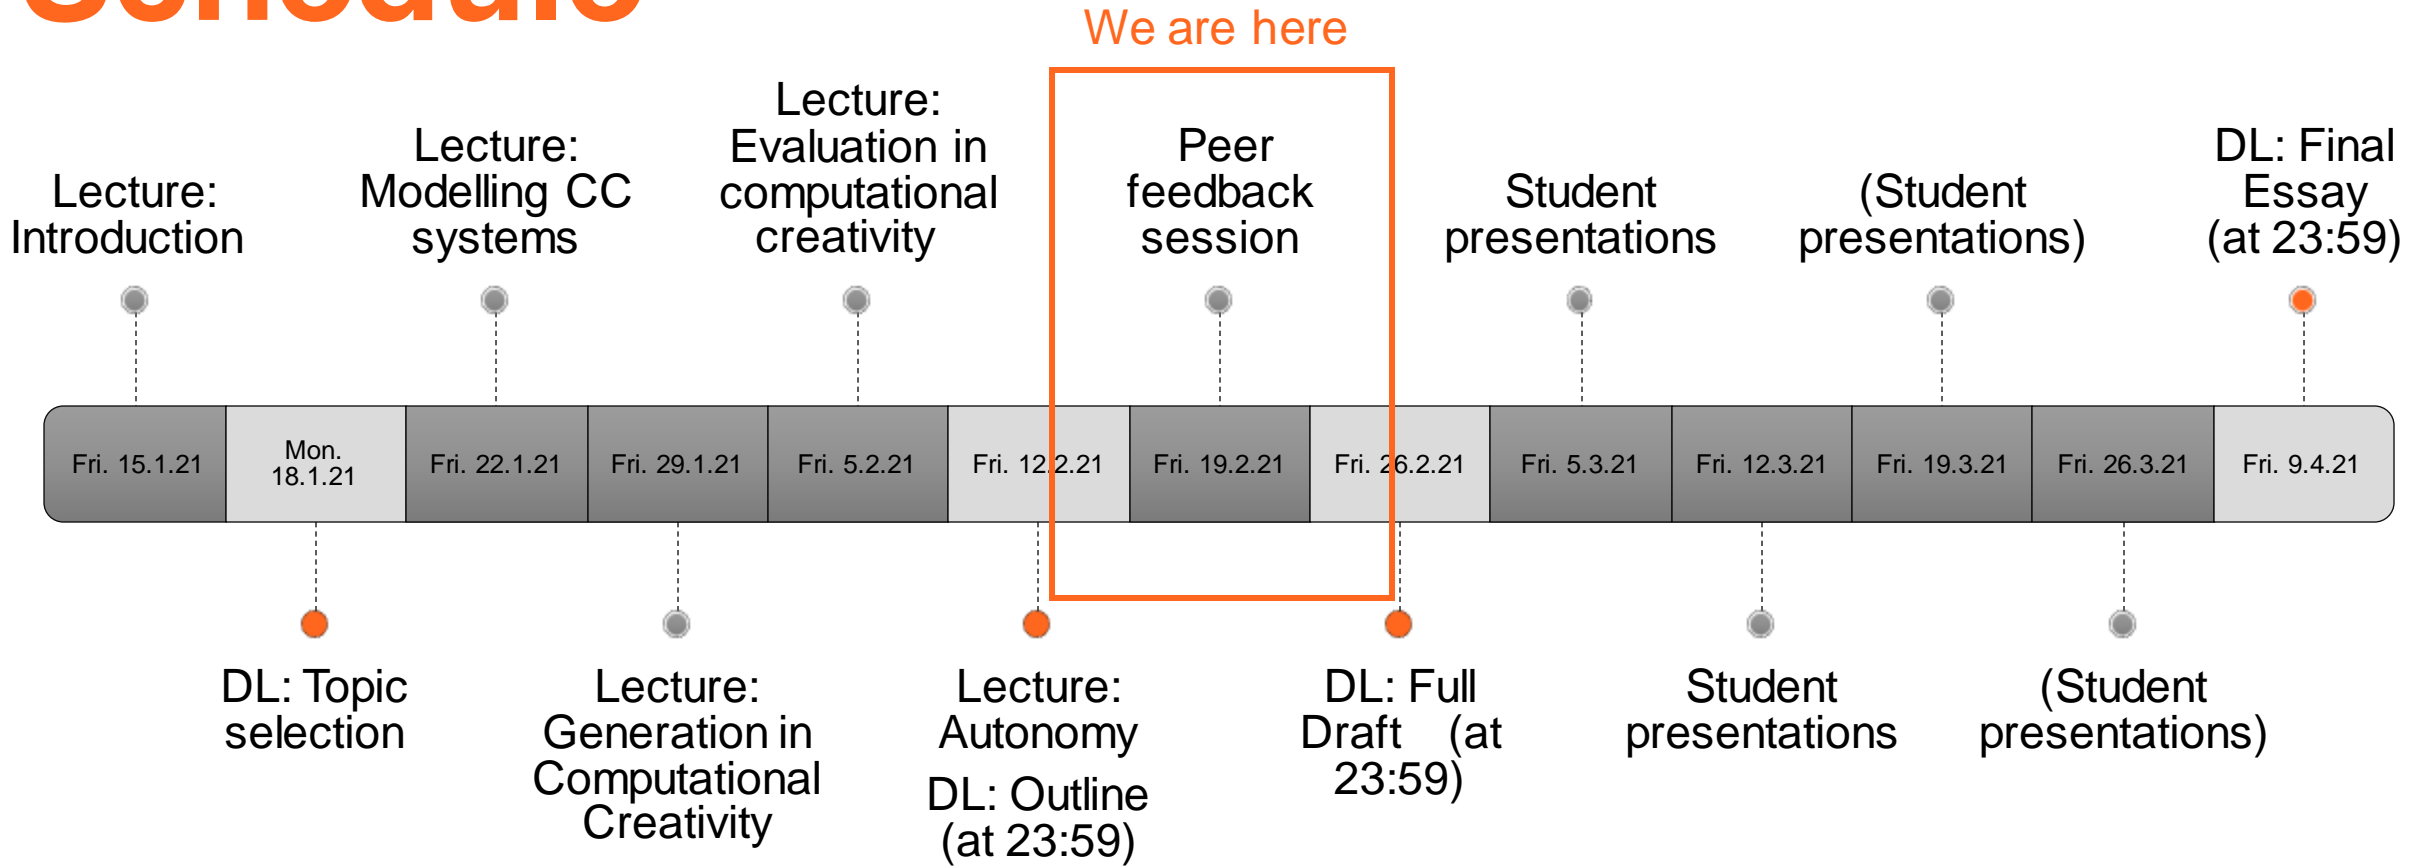 Schedule
We are here
Lecture:
Introduction
Lecture:
Modelling CC
systems
Lecture:
Evaluation in
computational
creativity
Peer
feedback
session
Student
presentations
(Student
presentations)
DL: Final
Essay
(at 23:59)
Fri. 15.1.21
Mon.
18.1.21
Fri. 22.1.21
Fri. 29.1.21
Fri. 5.2.21
Fri. 12.2.21
Fri. 19.2.21
Fri. 26.2.21
Fri. 5.3.21
Fri. 12.3.21
Fri. 19.3.21
Fri. 26.3.21
Fri. 9.4.21
DL: Topic
selection
Lecture:
Generation in
Computational
Creativity
Lecture:
Autonomy
DL: Outline
(at 23:59)
DL: Full
Draft (at
23:59)
Student
presentations
(Student
presentations)